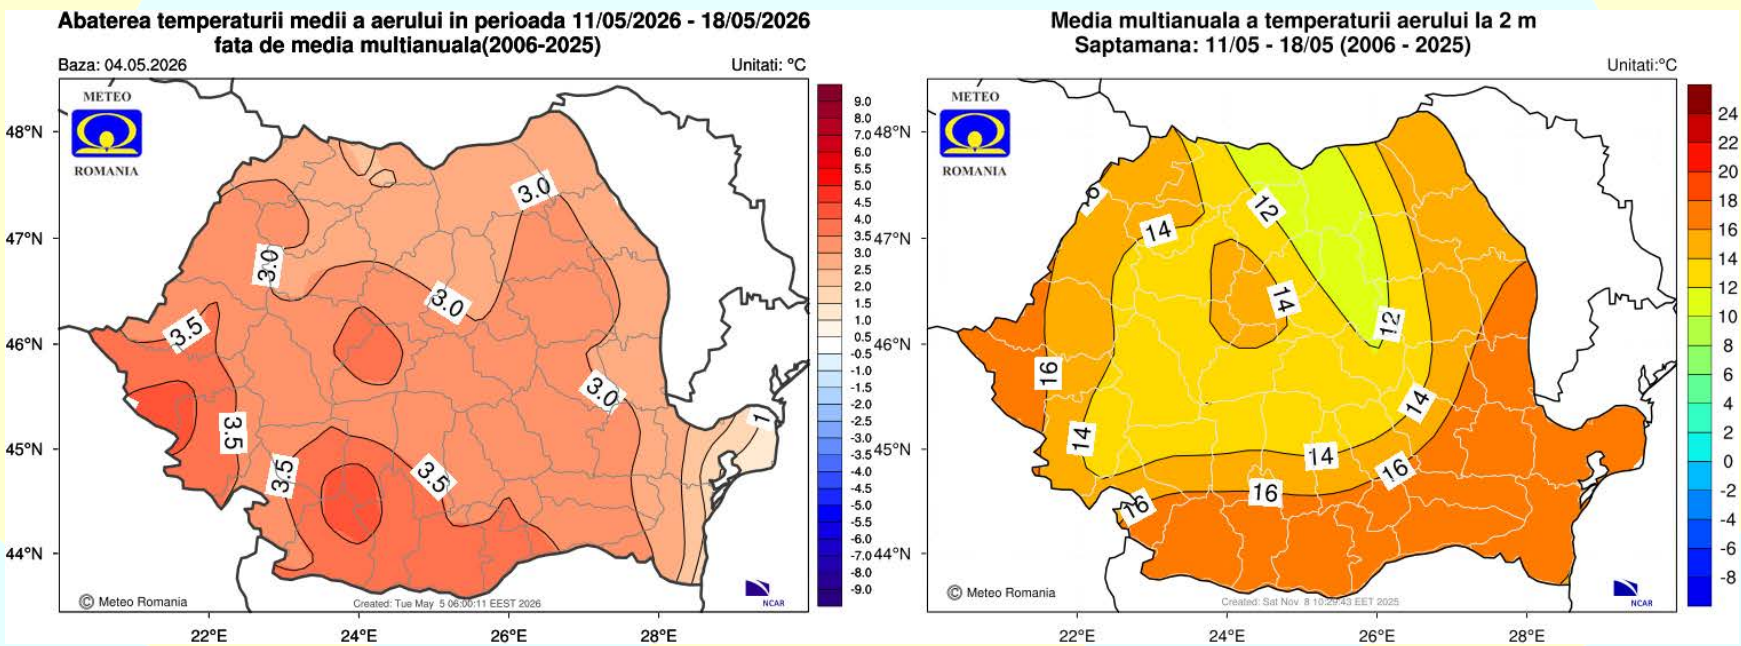 Abaterea temperaturii medii a aerului in perioada 11/05/2026 - 18/05/2026
fata de media multianuala(2006-2025)
Baza: 04.05.2026
Unitati: °C
METEO
ROMANIA
48°N
47°N
46°N
45°N
44°N
3.0
3.0
3.0
3.5
3.0
3.5
3.5
3.5
1
9.0
8.0
7.0
6.0
5.5
5.0
4.5
4.0
3.5
3.0
2.5
2.0
1.5
1.0
0.5
-0.5
-1.0
-1.5
-2.0
-2.5
-3.0
-3.5
-4.0
-4.5
-5.0
-5.5
-6.0
-7.0
-8.0
-9.0
© Meteo Romania
Created: Tue May 5 06:00:11 EEST 2026
NCAR
22°E
24°E
26°E
28°E
Media multianuala a temperaturii aerului la 2 m
Saptamana: 11/05 - 18/05 (2006 - 2025)
Unitati:°C
METEO
ROMANIA
48°N
47°N
46°N
45°N
44°N
6
12
14
14
12
16
14
14
14
16
16
16
24
22
20
18
16
14
12
10
8
6
4
2
0
-2
-4
-6
-8
© Meteo Romania
Created: Sat Nov 8 10:29:43 EET 2025
NCAR
22°E
24°E
26°E
28°E